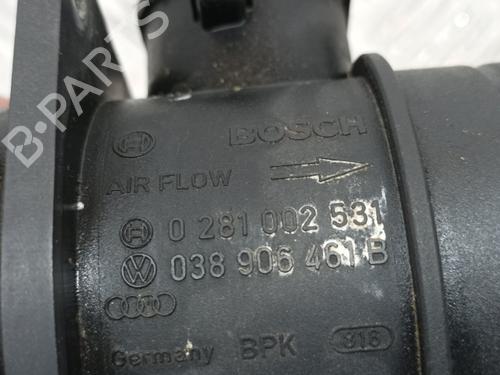 B-PARTS
BOSCH
AIR FLOW
0 281 002 531
038 906 461 B
Germany BPK 316